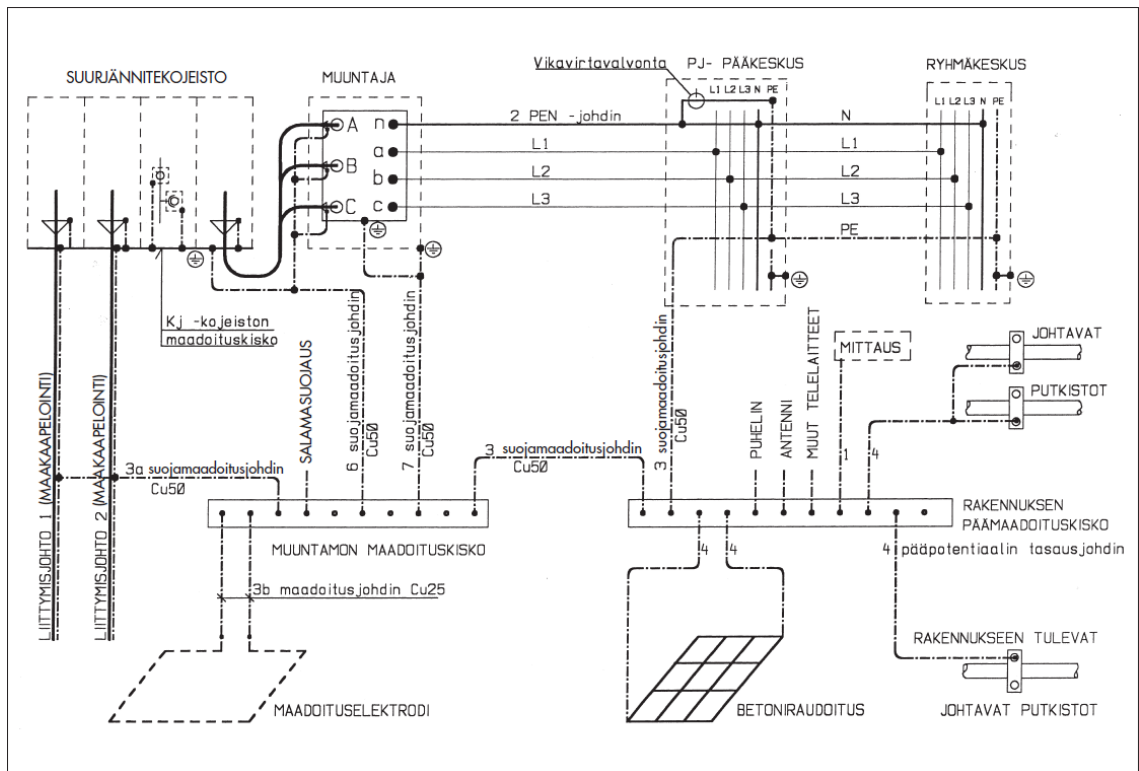 SUURJÄNNITEKOJEISTO
MUUNTAJA
Vikavirtavalvonta
PJ- PÄÄKESKUS
RYHMÄKESKUS
L1 L2 L3 N PE
L1 L2 L3 N PE
A n
2 PEN -johdin
N
a
L1
L1
B b
L2
L2
C c
L3
L3
PE
Kj -kojeiston
maadoituskisko
LIITTYMISJOHTO 1 (MAAKAAPELOINTI)
LIITTYMISJOHTO 2 (MAAKAAPELOINTI)
SALAMASUOJAUS
6 suojamaadoitusjohdin
Cu50
7 suojamaadoitusjohdin
Cu50
3 suojamaadoitusjohdin
Cu50
PUHELIN
ANTENNI
MUUT TELELAITTEET
MITTAUS
1
4
JOHTAVAT
PUTKISTOT
3a suojamaadoitusjohdin
Cu50
3 suojamaadoitusjohdin
Cu50
MUUNTAMON MAADOITUSKISKO
RAKENNUKSEN
PÄÄMAADOITUSKISKO
4
4
4 pääpotentiaalin tasausjohdin
3b maadoitusjohdin Cu25
MAADOITUSELEKTRODI
BETONIRAUDOITUS
RAKENNUKSEEN TULEVAT
JOHTAVAT PUTKISTOT